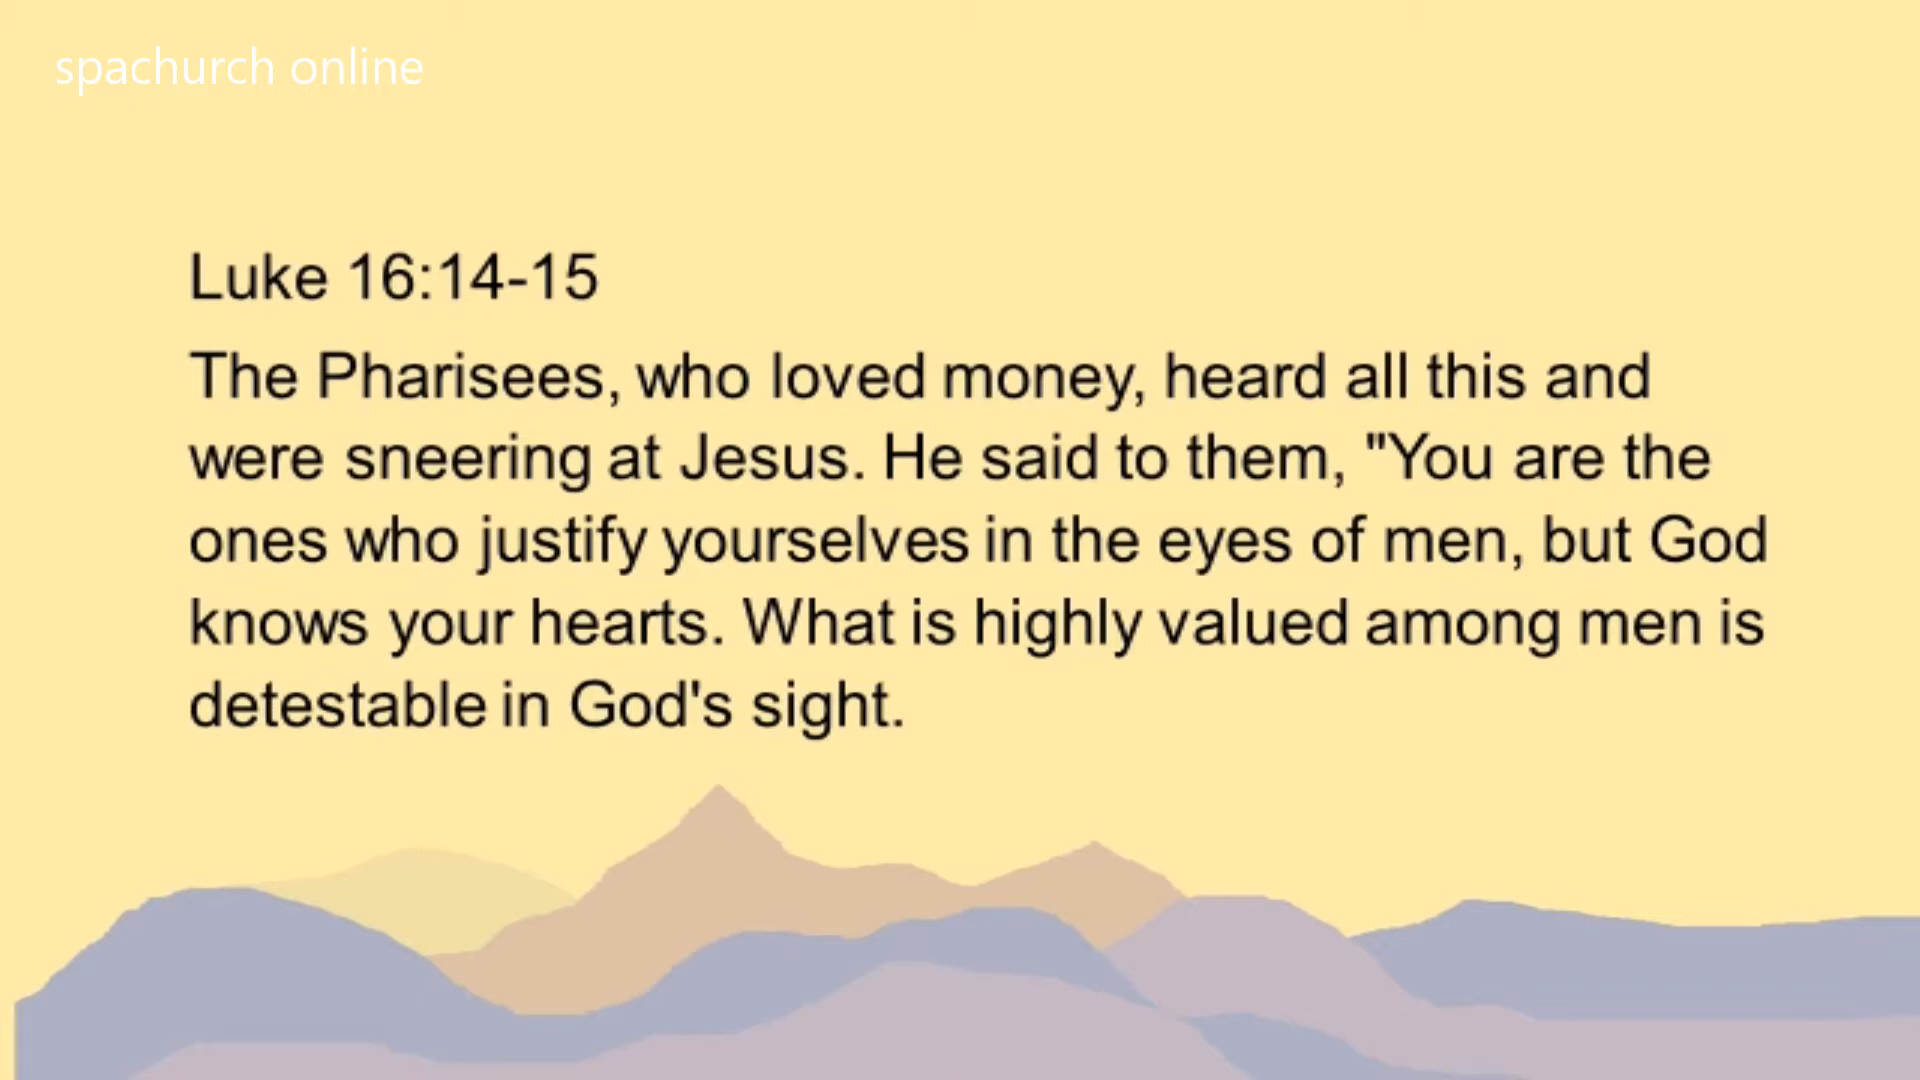 spachurch online
Luke 16:14-15
The Pharisees, who loved money, heard all this and
were sneering at Jesus. He said to them, "You are the
ones who justify yourselves in the eyes of men, but God
knows your hearts. What is highly valued among men is
detestable in God's sight.